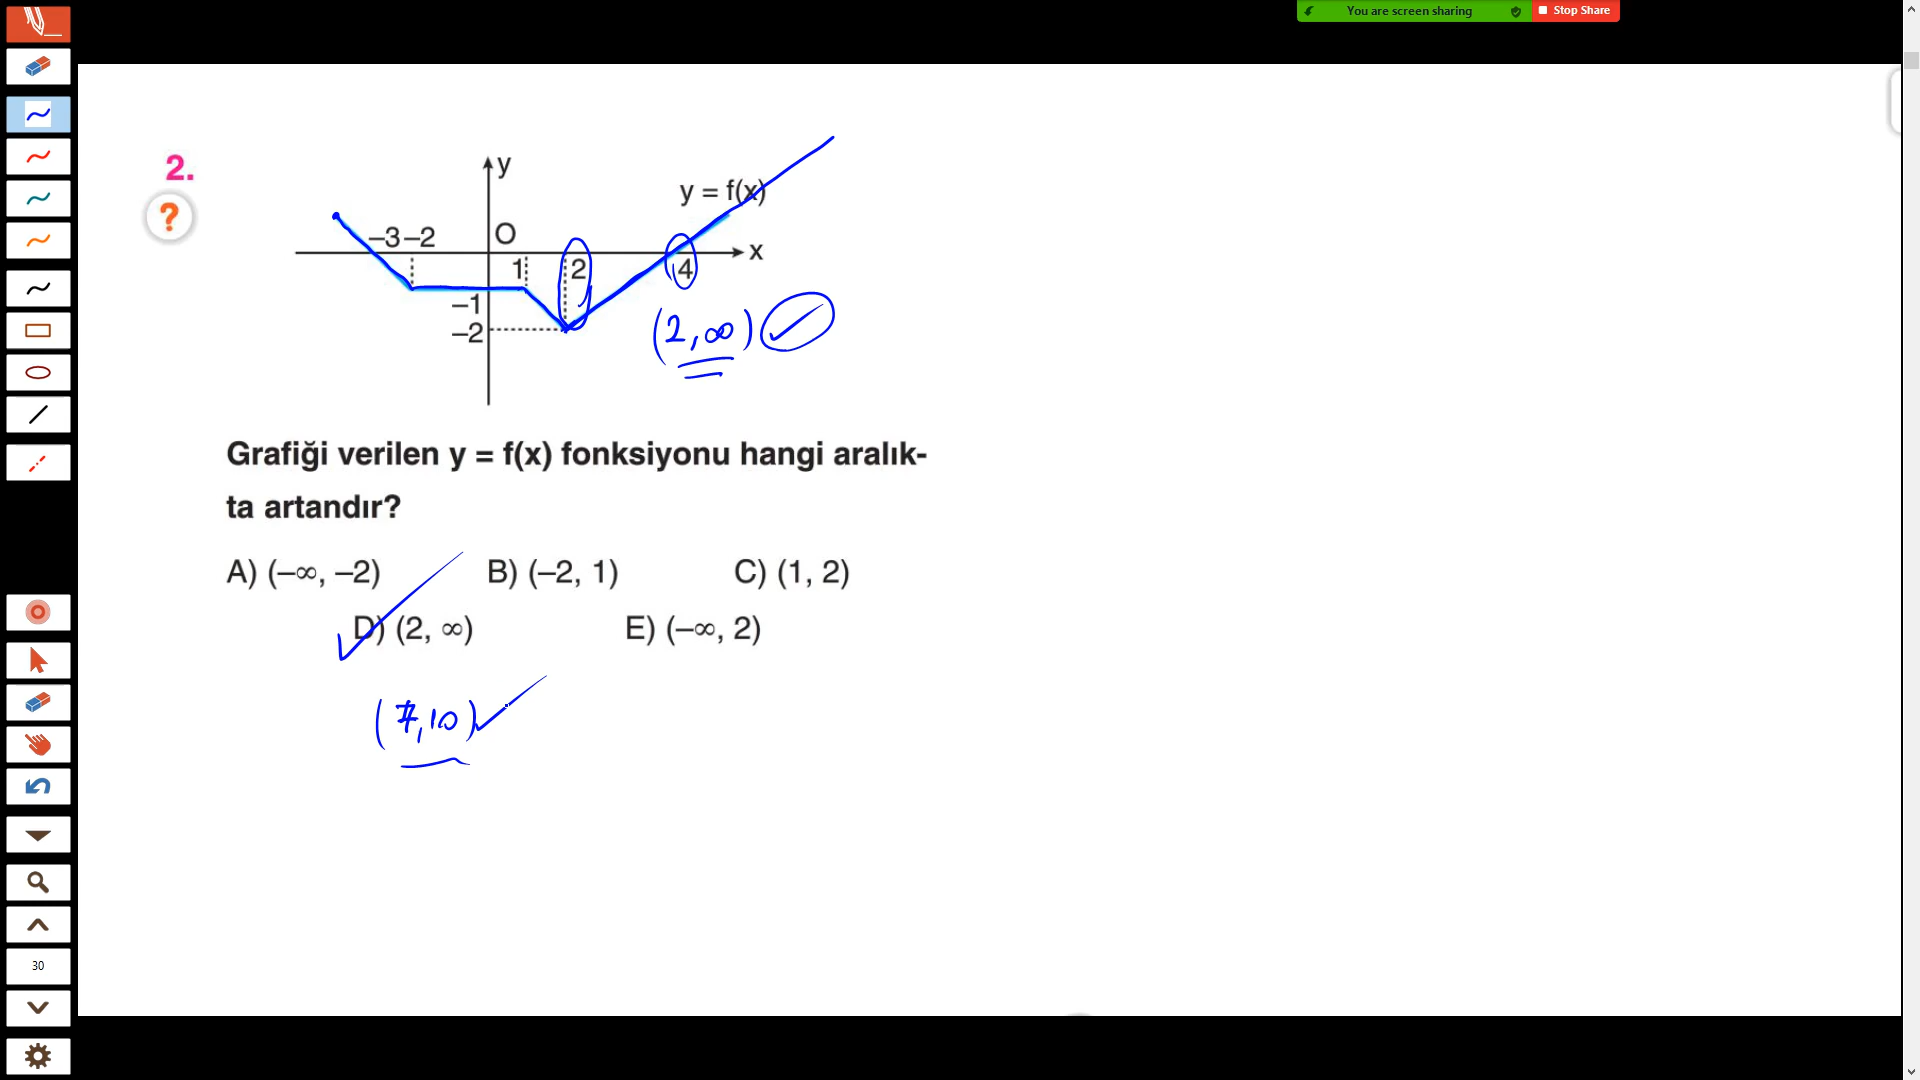 You are screen sharing
Stop Share
2.
?
y
y = f(x)
–3 –2
O
x
1
2
4
–1
–2
(2, ∞)
Grafiği verilen y = f(x) fonksiyonu hangi aralık-
ta artandır?
A) (–∞, –2) B) (–2, 1) C) (1, 2)
D) (2, ∞) E) (–∞, 2)
(7, 10)
30